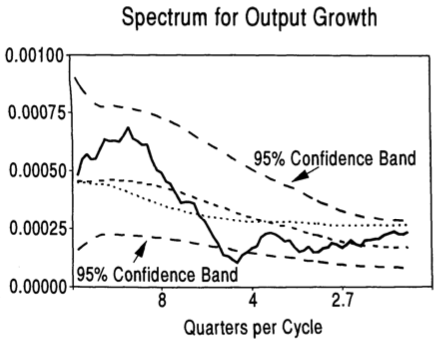 Spectrum for Output Growth
0.00100
0.00075
95% Confidence Band
0.00050
0.00025
95% Confidence Band
0.00000
8 4 2.7
Quarters per Cycle